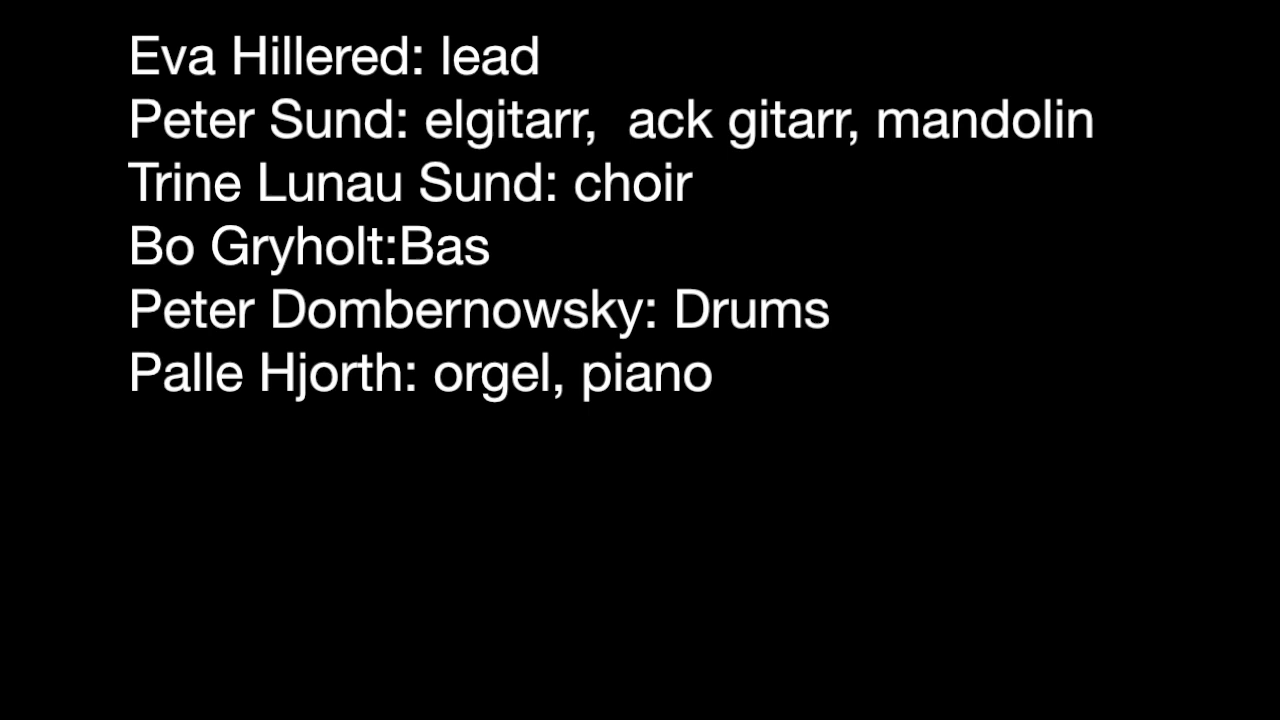 Eva Hillered: lead
Peter Sund: elgitarr,  ack gitarr, mandolin
Trine Lunau Sund: choir
Bo Gryholt:Bas
Peter Dombernowsky: Drums
Palle Hjorth: orgel, piano